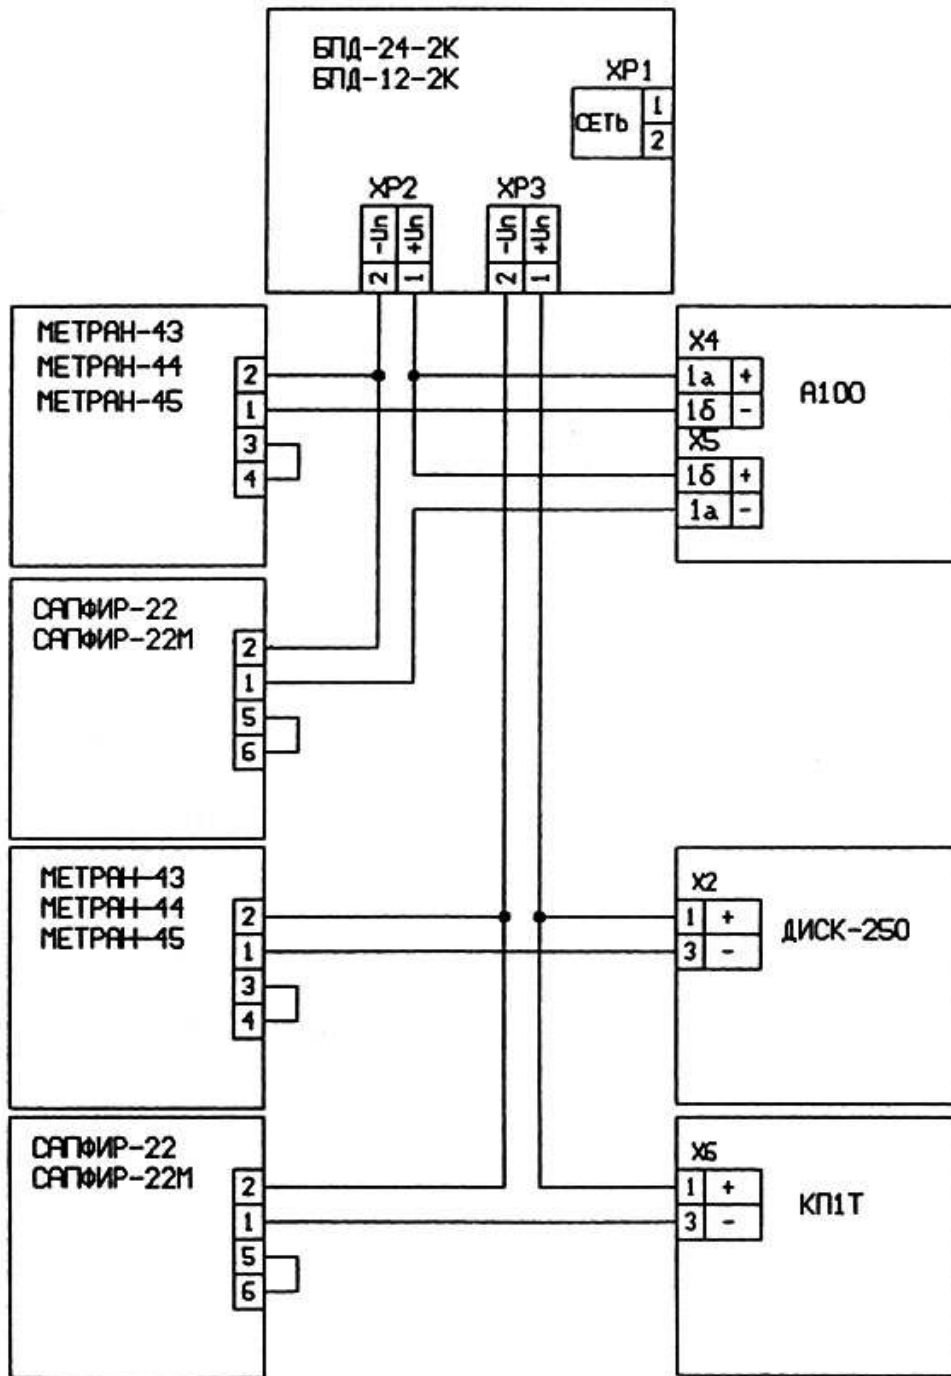 БПД-24-2К
БПД-12-2К
ХР1
СЕТЬ
1
2
ХР2
ХР3
-Uп
+Uп
-Uп
+Uп
2
1
2
1
МЕТРАН-43
МЕТРАН-44
МЕТРАН-45
2
1
3
4
Х4
1а +
1б -
Х5
1б +
1а -
А100
САПФИР-22
САПФИР-22М
2
1
5
6
МЕТРАН-43
МЕТРАН-44
МЕТРАН-45
2
1
3
4
Х2
1 +
3 -
ДИСК-250
САПФИР-22
САПФИР-22М
2
1
5
6
Х6
1 +
3 -
КП1Т